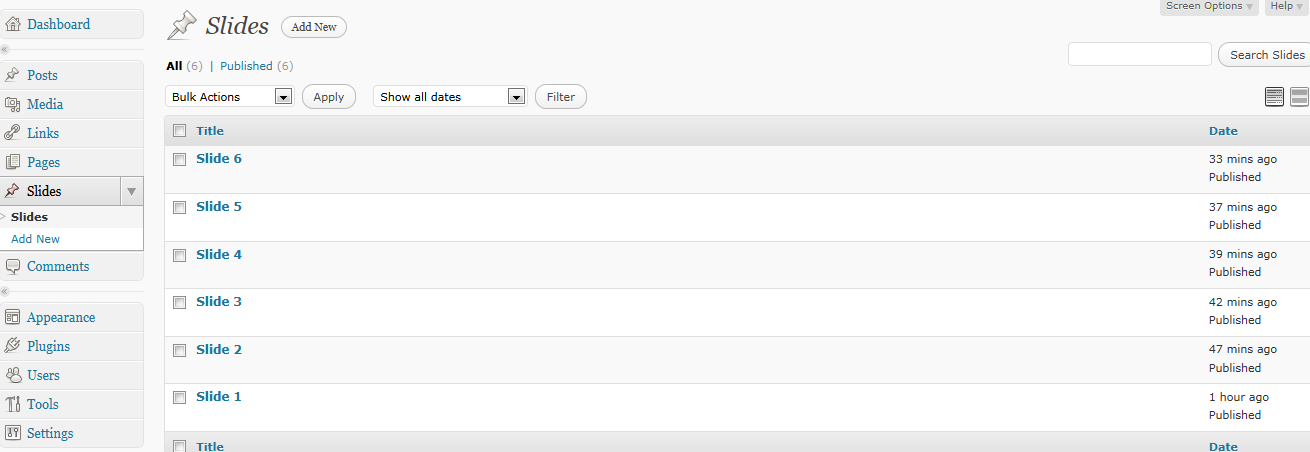 Screen Options Help
Dashboard
Slides Add New
All (6) | Published (6)
Search Slides
Bulk Actions Apply Show all dates Filter
Posts
Media
Links
Pages
Slides
Slides
Add New
Comments
Appearance
Plugins
Users
Tools
Settings
Title Date
Slide 6 33 mins ago
Published
Slide 5 37 mins ago
Published
Slide 4 39 mins ago
Published
Slide 3 42 mins ago
Published
Slide 2 47 mins ago
Published
Slide 1 1 hour ago
Published
Title Date